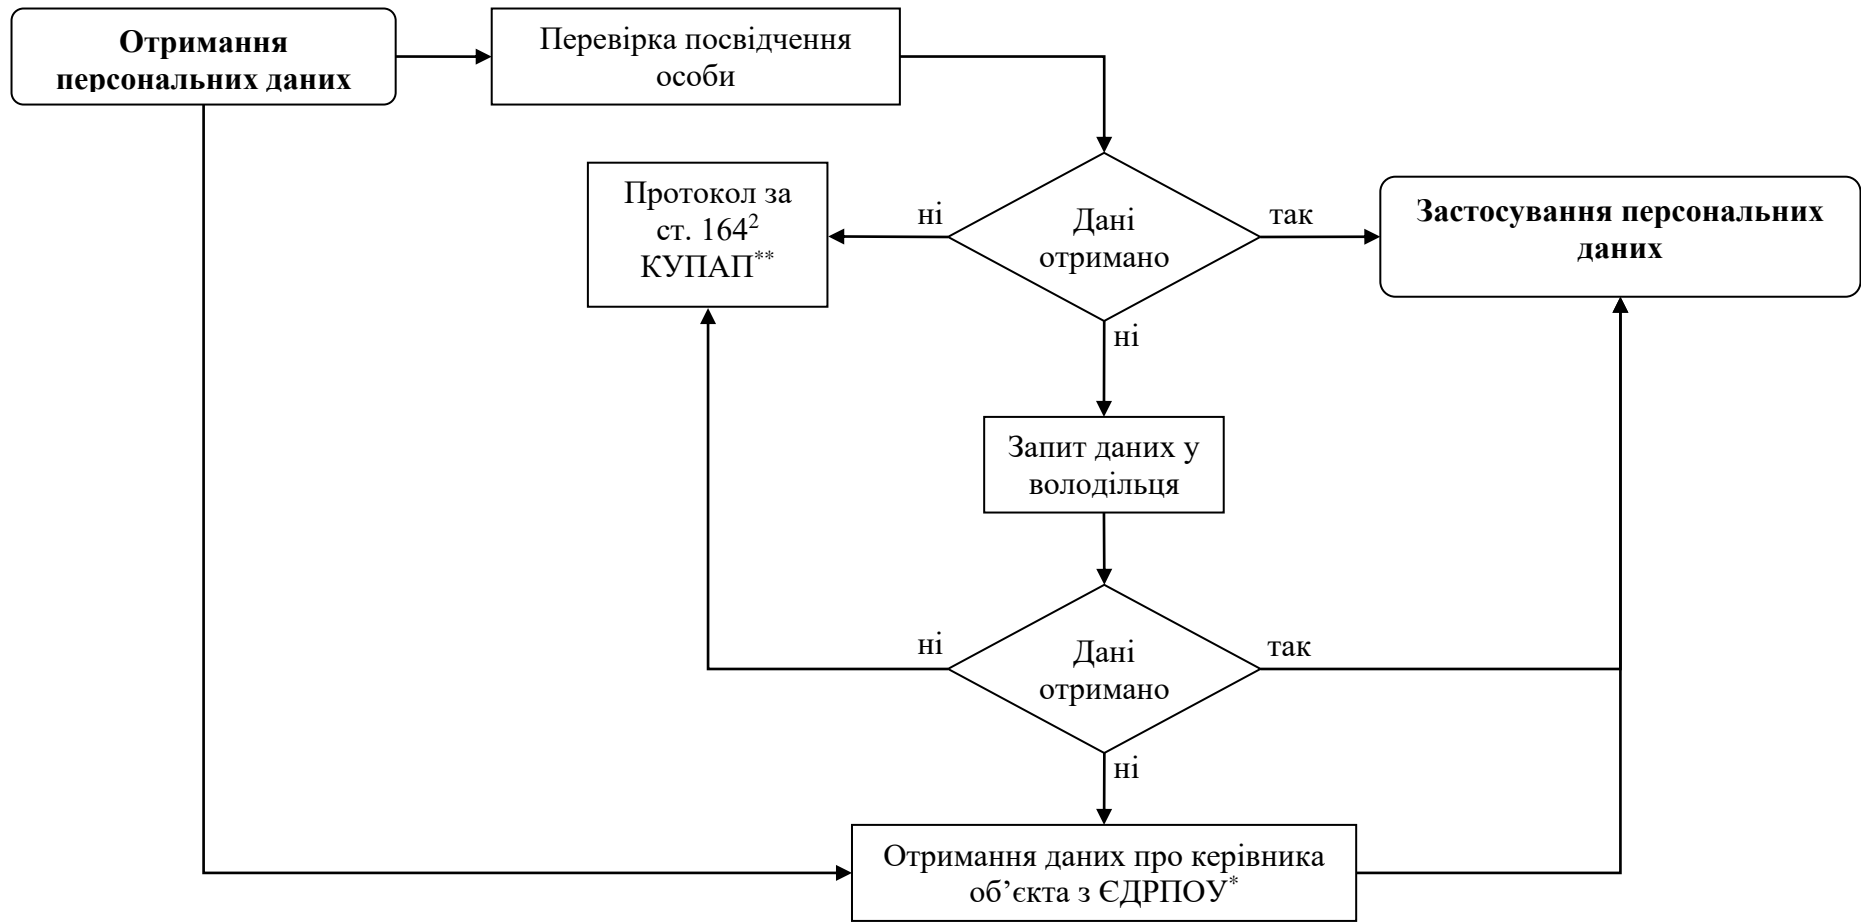 Отримання
персональних даних
Перевірка посвідчення
особи
Протокол за
ст. 164²
КУПАП**
ні
Дані
отримано
так
Застосування персональних
даних
ні
Запит даних у
володільця
ні
Дані
отримано
так
ні
Отримання даних про керівника
об’єкта з ЄДРПОУ*